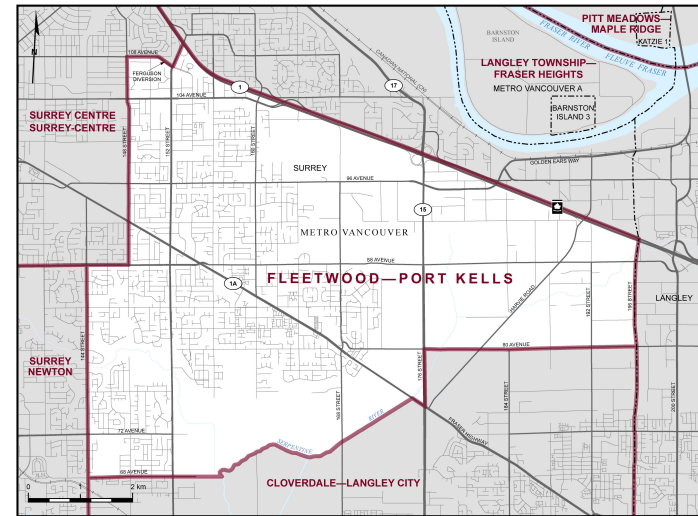 PITT MEADOWS—
MAPLE RIDGE
KATZIE 1
BARNSTON
ISLAND
FRASER RIVER
FLEUVE FRASER
LANGLEY TOWNSHIP—
FRASER HEIGHTS
METRO VANCOUVER A
BARNSTON
ISLAND 3
N
108 AVENUE
FERGUSON
DIVERSION
CANADIAN NATIONAL (CN)
17
1
104 AVENUE
SURREY CENTRE
SURREY-CENTRE
148 STREET
152 STREET
160 STREET
GOLDEN EARS WAY
SURREY
96 AVENUE
15
METRO VANCOUVER
88 AVENUE
1A
FLEETWOOD—PORT KELLS
HARVIE ROAD
192 STREET
196 STREET
LANGLEY
SURREY
NEWTON
144 STREET
80 AVENUE
168 STREET
176 STREET
184 STREET
200 STREET
72 AVENUE
FRASER HIGHWAY
SERPENTINE
RIVER
68 AVENUE
CLOVERDALE—LANGLEY CITY
0 1 2 km